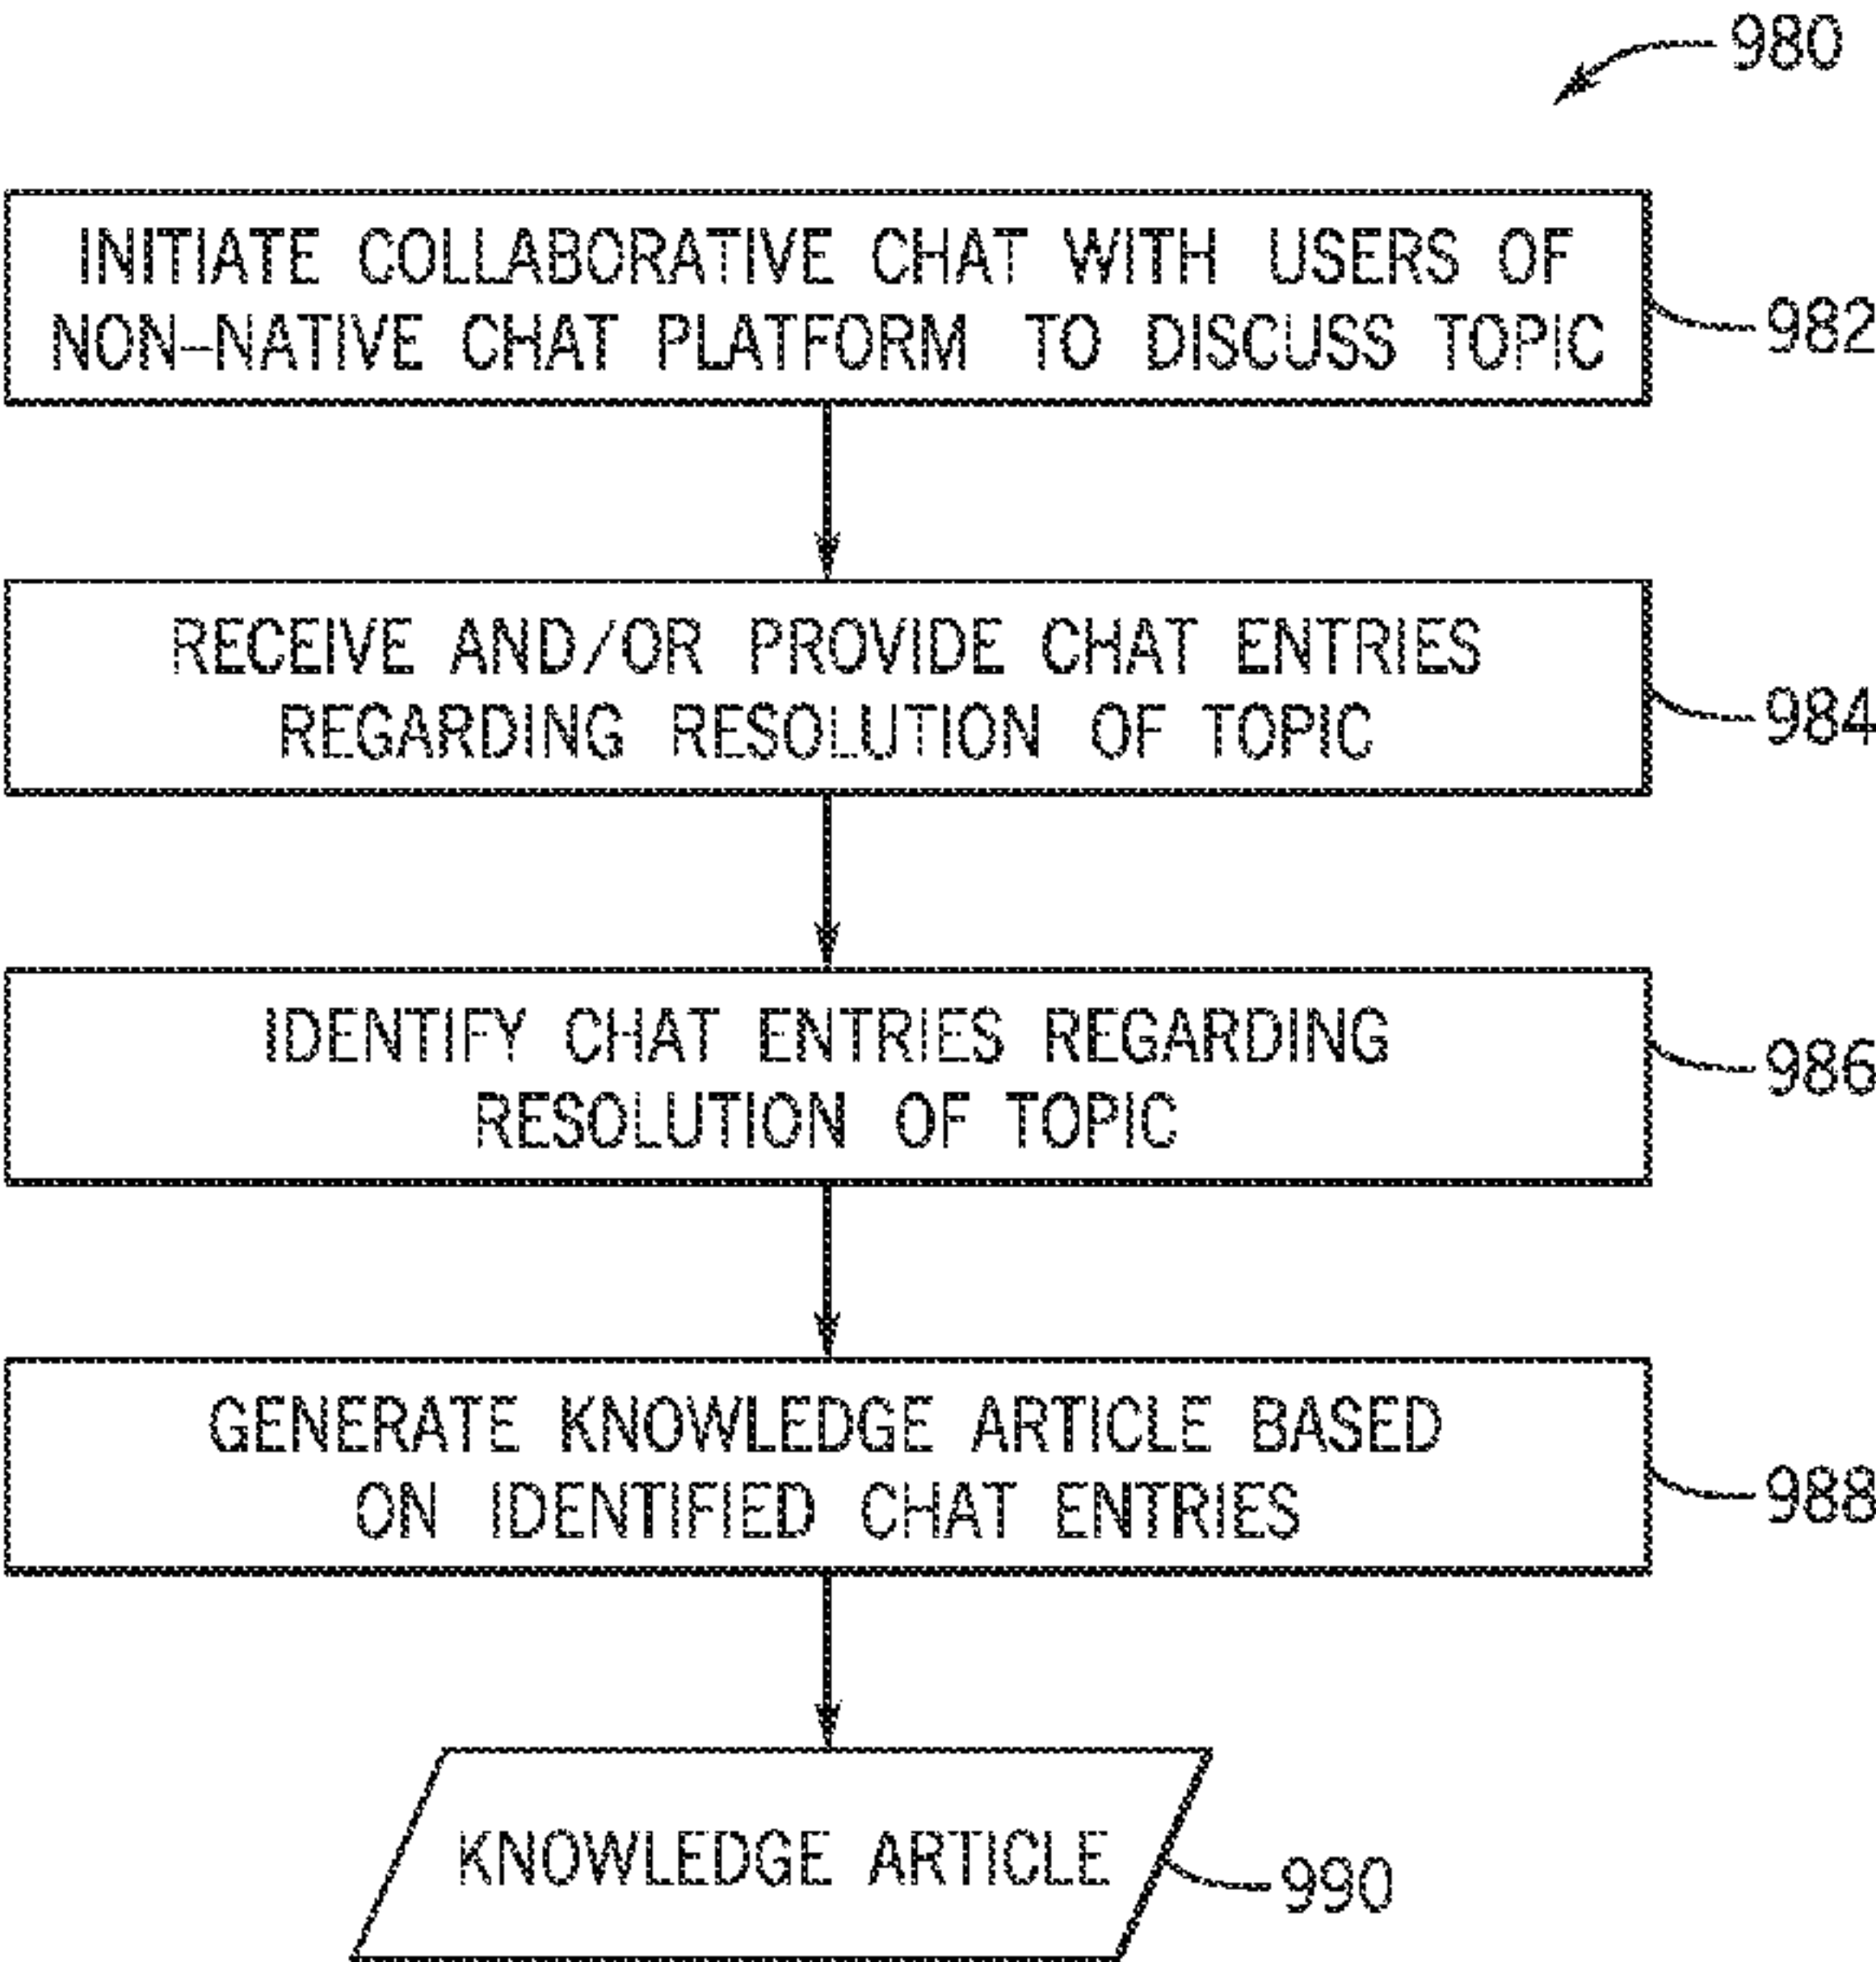 980
INITIATE COLLABORATIVE CHAT WITH USERS OF
NON-NATIVE CHAT PLATFORM TO DISCUSS TOPIC
982
RECEIVE AND/OR PROVIDE CHAT ENTRIES
REGARDING RESOLUTION OF TOPIC
984
IDENTIFY CHAT ENTRIES REGARDING
RESOLUTION OF TOPIC
986
GENERATE KNOWLEDGE ARTICLE BASED
ON IDENTIFIED CHAT ENTRIES
988
KNOWLEDGE ARTICLE
990